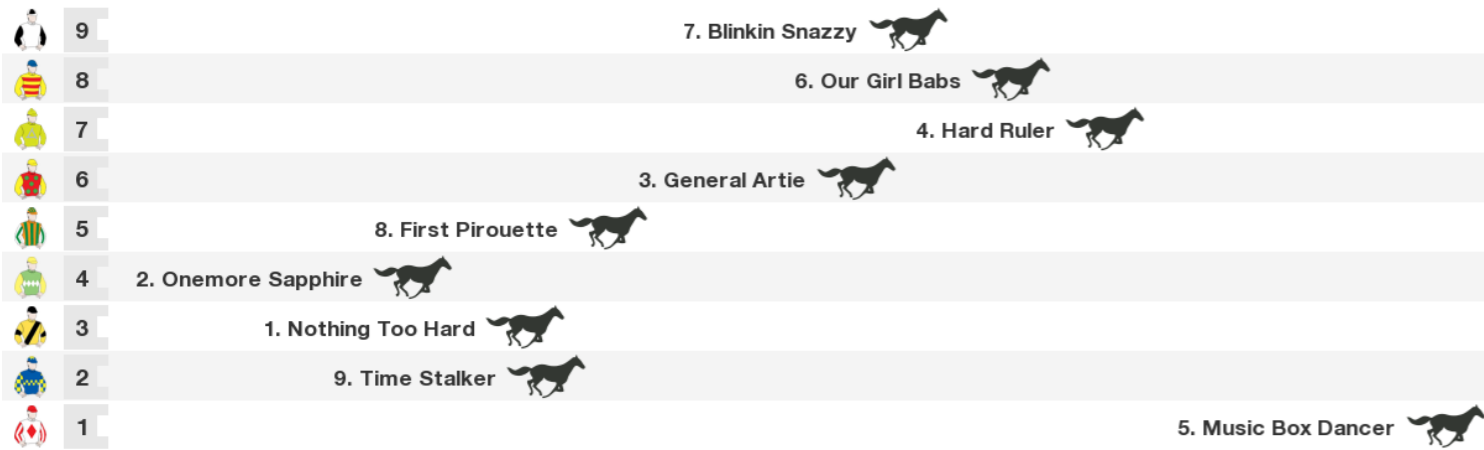 9 7. Blinkin Snazzy
8 6. Our Girl Babs
7 4. Hard Ruler
6 3. General Artie
5 8. First Pirouette
4 2. Onemore Sapphire
3 1. Nothing Too Hard
2 9. Time Stalker
1 5. Music Box Dancer